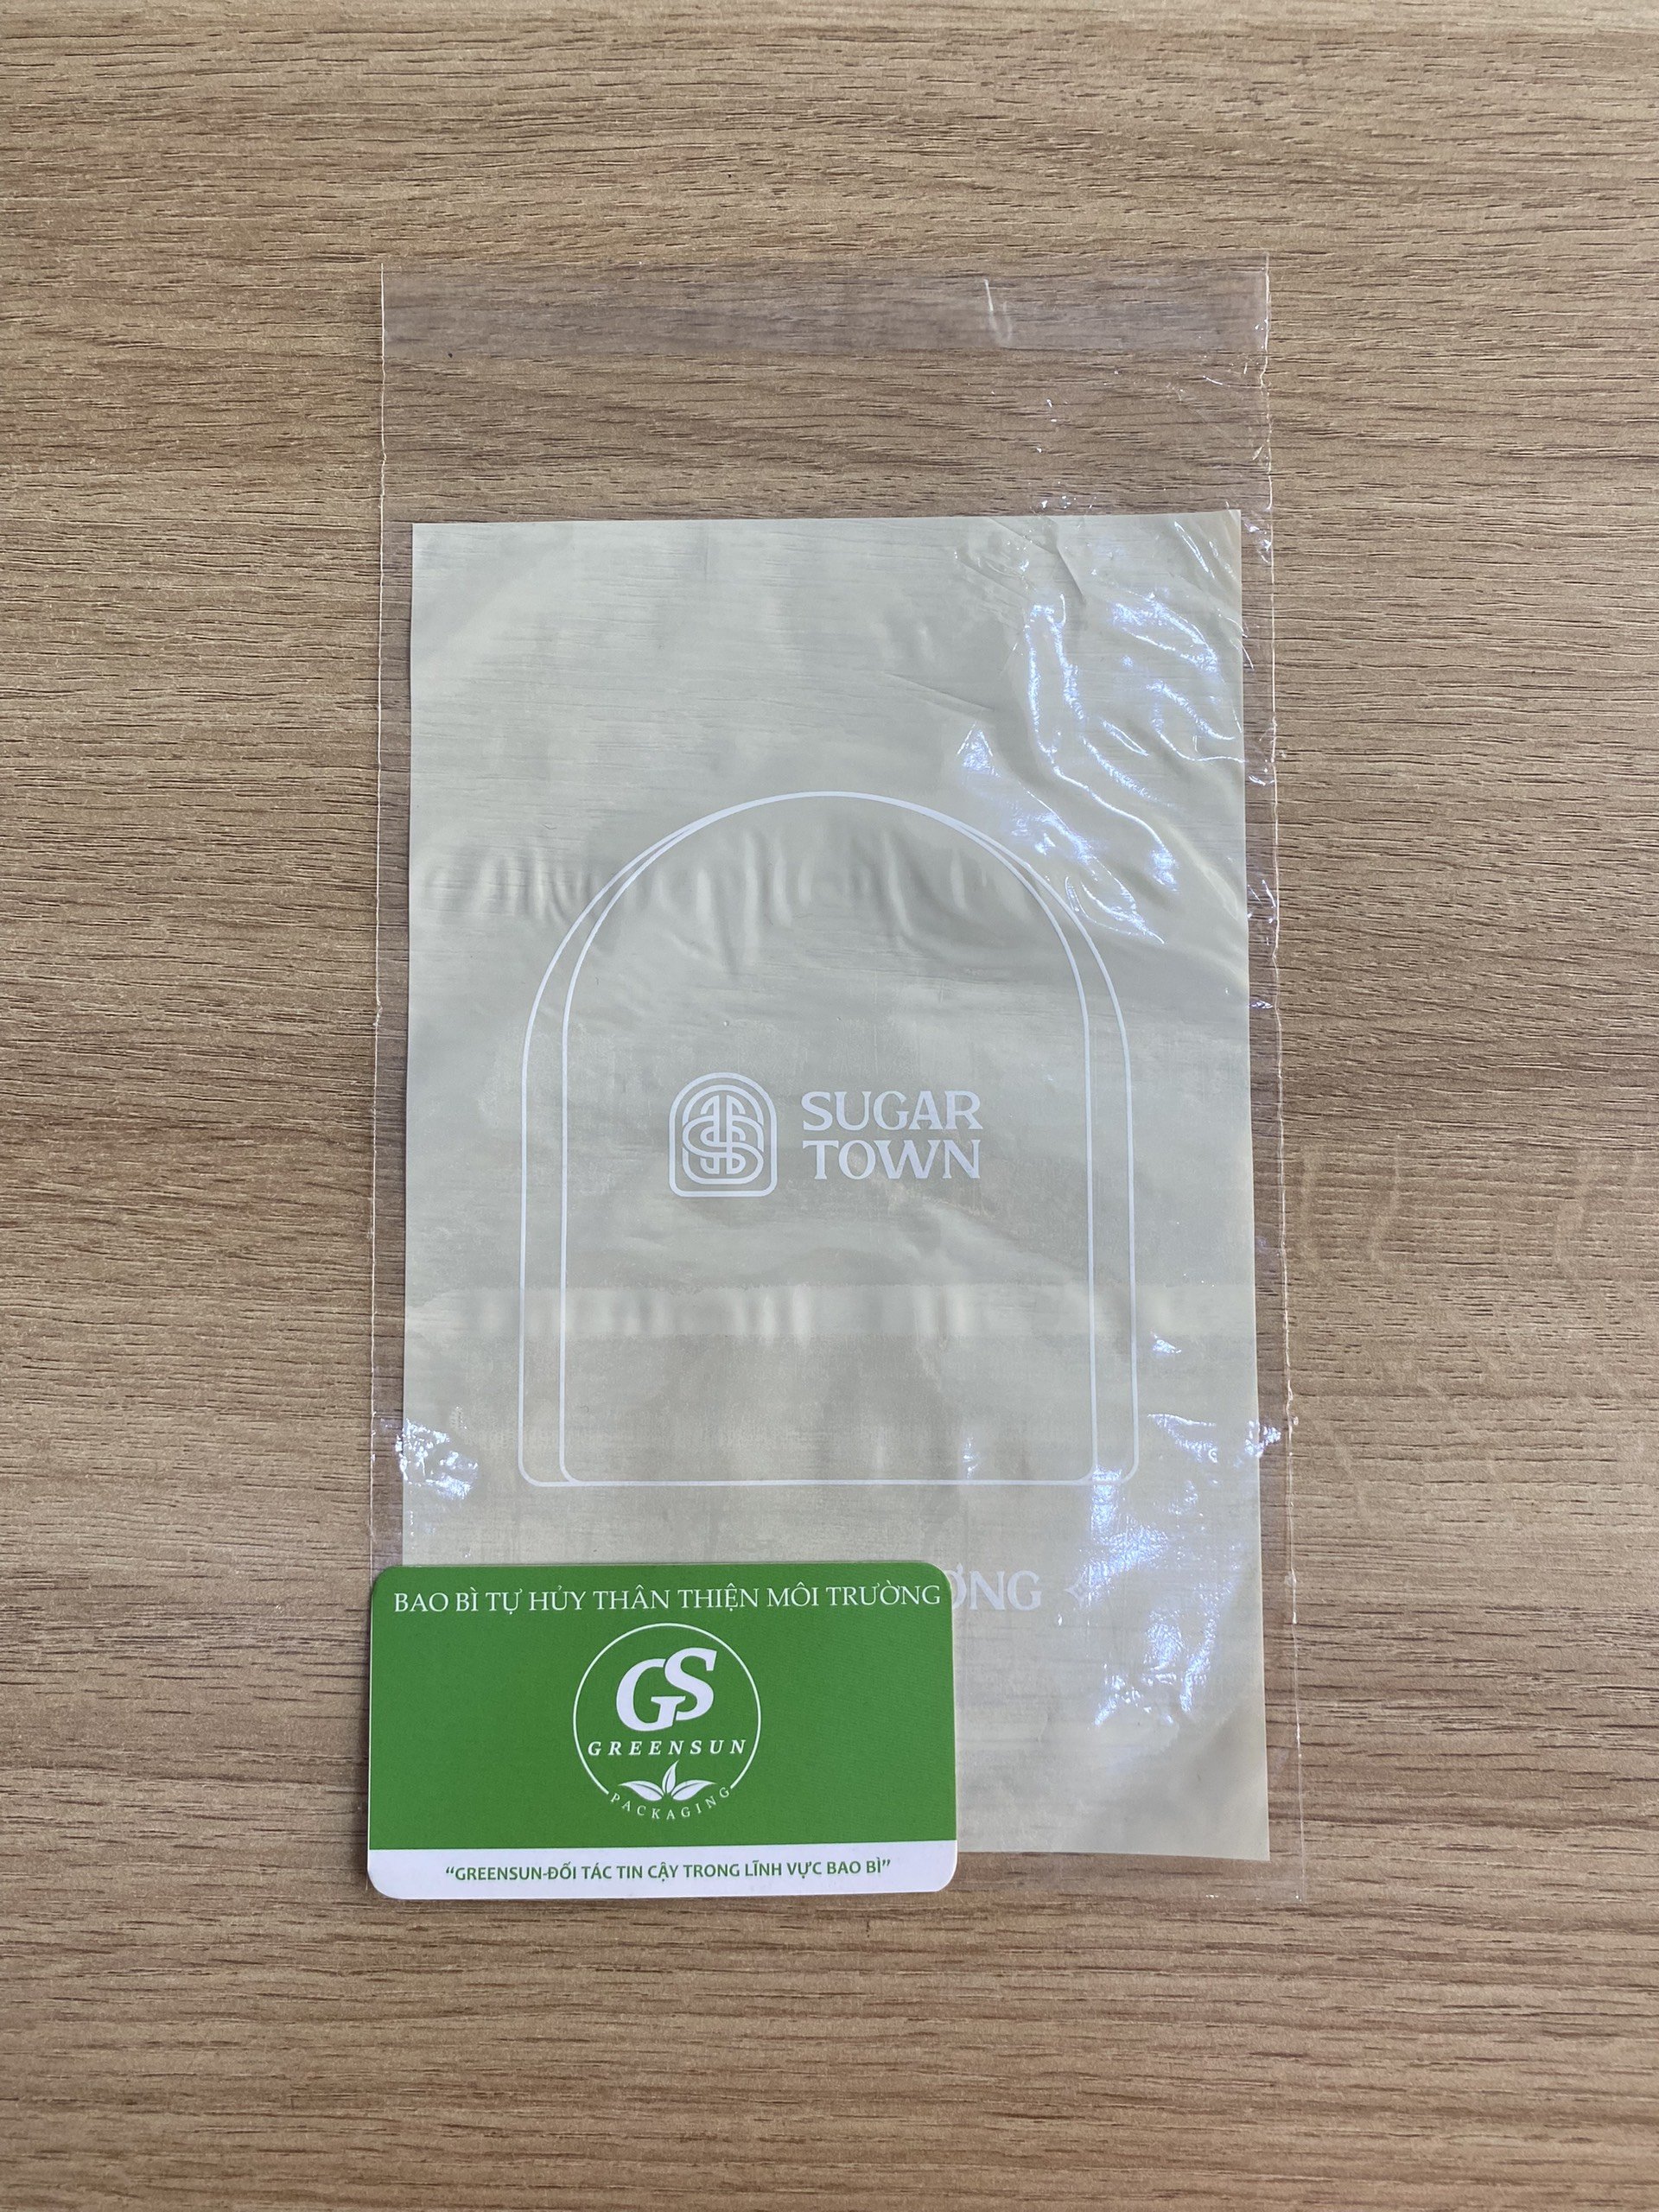 SUGAR
TOWN
BAO BÌ TỰ HỦY THÂN THIỆN MÔI TRƯỜNG
GS
GREENSUN
PACKAGING
“GREENSUN-ĐỐI TÁC TIN CẬY TRONG LĨNH VỰC BAO BÌ”